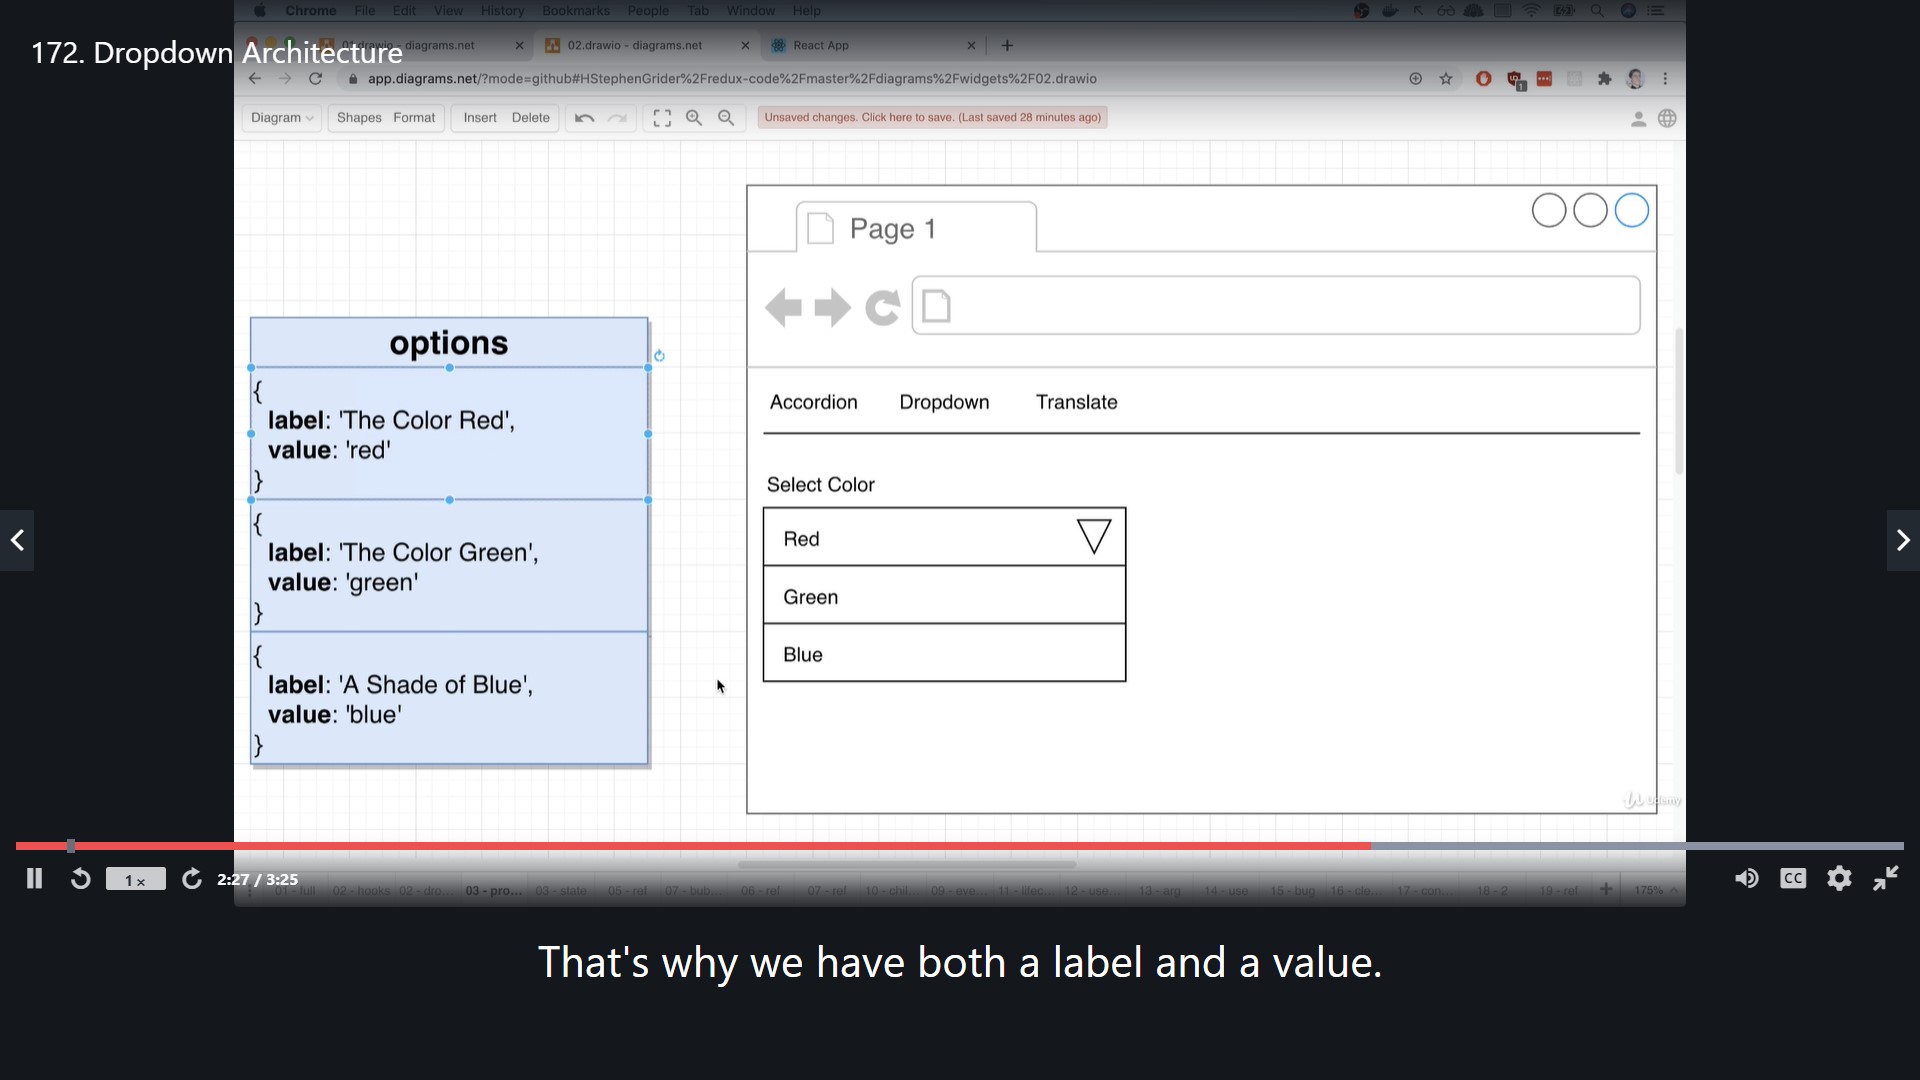 Chrome File Edit View History Bookmarks People Tab Window Help
172. Dropdown Architecture
01.drawio - diagrams.net
02.drawio - diagrams.net
React App
app.diagrams.net/?mode=github#HStephenGrider%2Fredux-code%2Fmaster%2Fdiagrams%2Fwidgets%2F02.drawio
Diagram Shapes Format Insert Delete
Unsaved changes. Click here to save. (Last saved 28 minutes ago)
options
{
label: 'The Color Red',
value: 'red'
}
{
label: 'The Color Green',
value: 'green'
}
{
label: 'A Shade of Blue',
value: 'blue'
}
Page 1
Accordion Dropdown Translate
Select Color
Red
Green
Blue
Udemy
1 x
2:27 / 3:25
01 - full 02 - hooks 02 - dro... 03 - pro... 03 - state 05 - ref 07 - bub... 06 - ref 07 - ref 10 - chil... 09 - eve... 11 - lifec... 12 - use... 13 - arg 14 - use 15 - bug 16 - cle... 17 - con... 18 - 2 19 - ref 175%
CC
That's why we have both a label and a value.